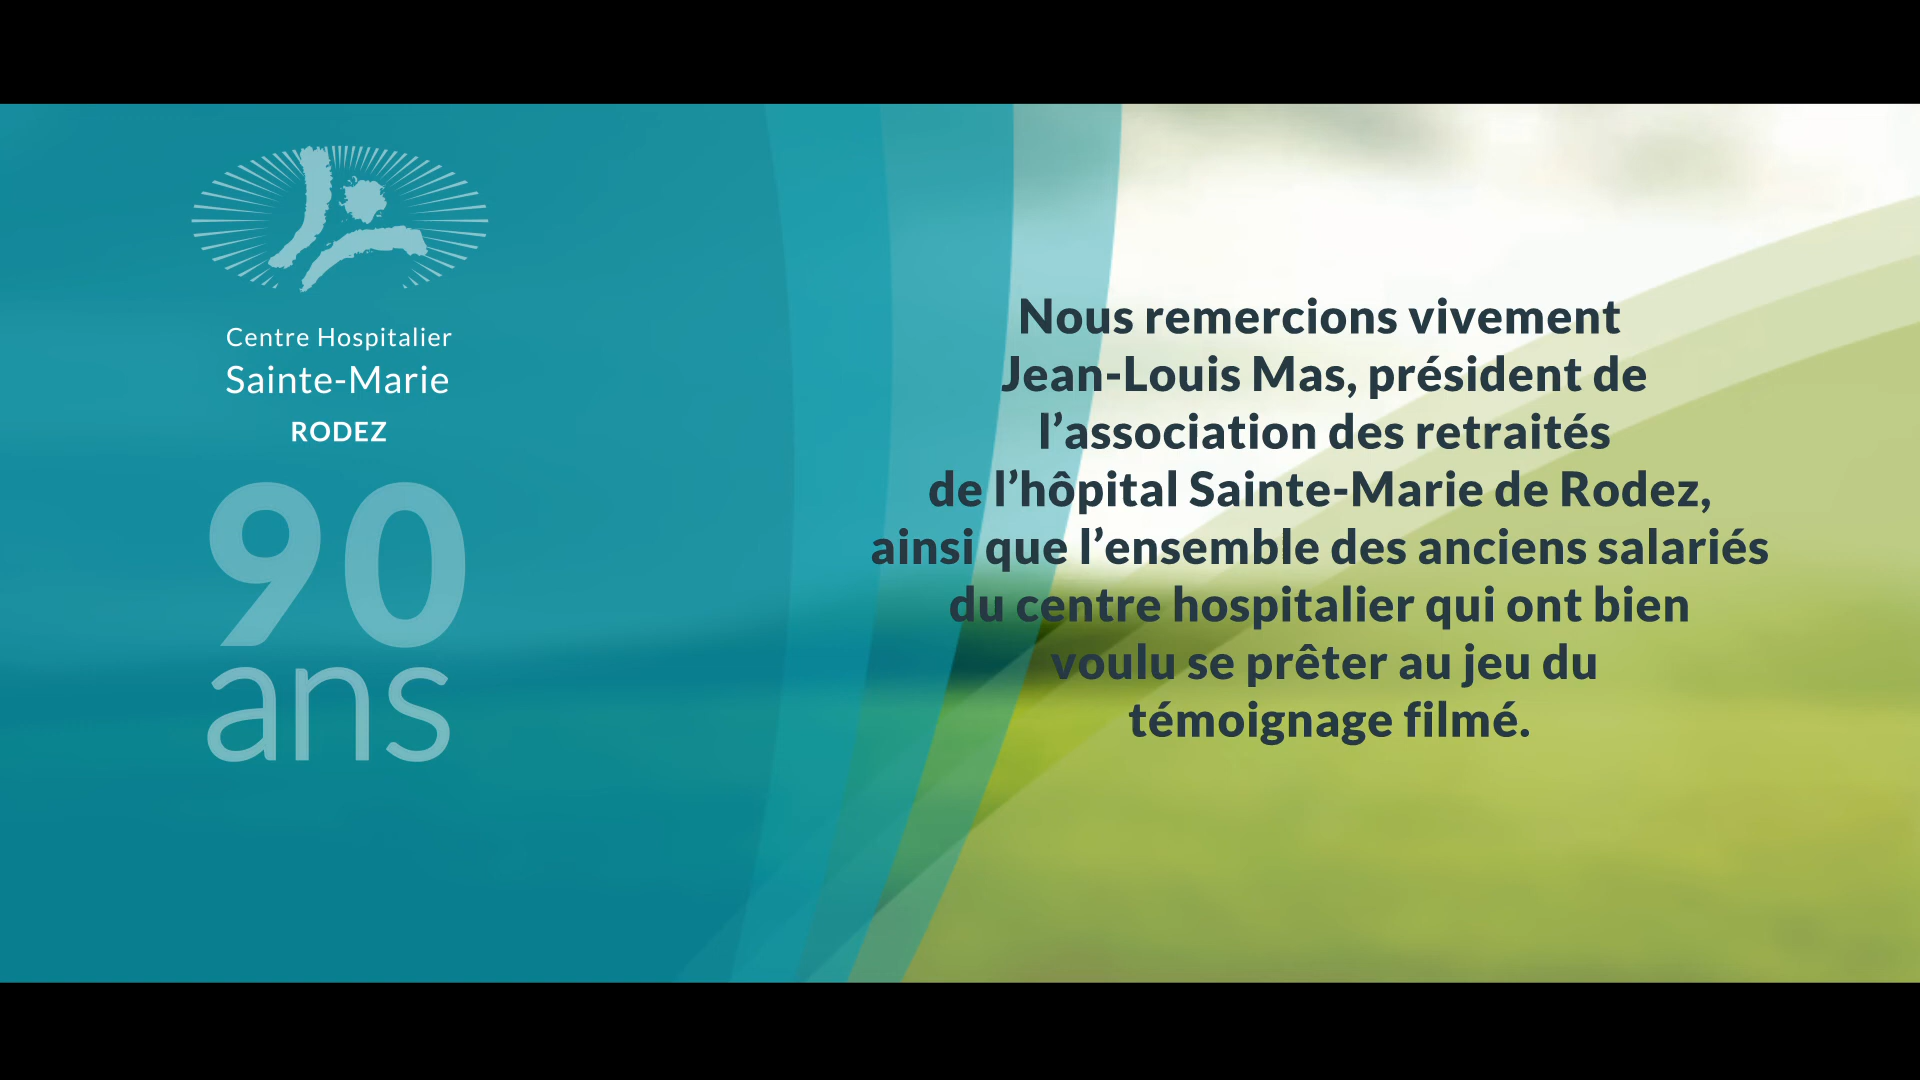 Centre Hospitalier
Sainte-Marie
RODEZ
90
ans
Nous remercions vivement
Jean-Louis Mas, président de
l’association des retraités
de l’hôpital Sainte-Marie de Rodez,
ainsi que l’ensemble des anciens salariés
du centre hospitalier qui ont bien
voulu se prêter au jeu du
témoignage filmé.